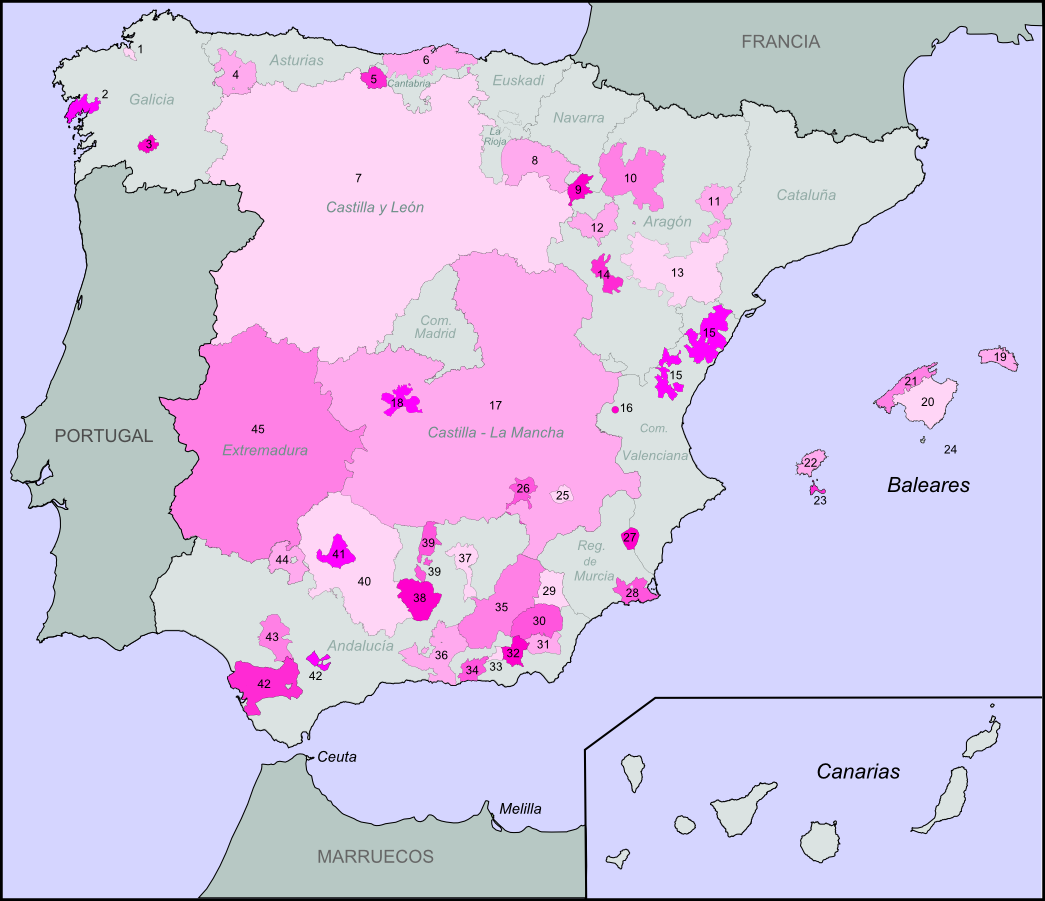 FRANCIA
1
6
Asturias
4
5
Cantabria
Euskadi
2
Galicia
Navarra
La
Rioja
3
8
7
10
9
Castilla y León
Cataluña
11
12
Aragón
13
14
Com.
Madrid
15
15
19
21
20
18
17
16
45
Castilla - La Mancha
Com.
PORTUGAL
Extremadura
Valenciana
24
22
Baleares
26
25
23
27
39
Reg.
de
Murcia
41
44
37
39
40
29
28
38
35
30
43
Andalucia
31
36
32
33
34
42
42
Ceuta
Canarias
Melilla
MARRUECOS